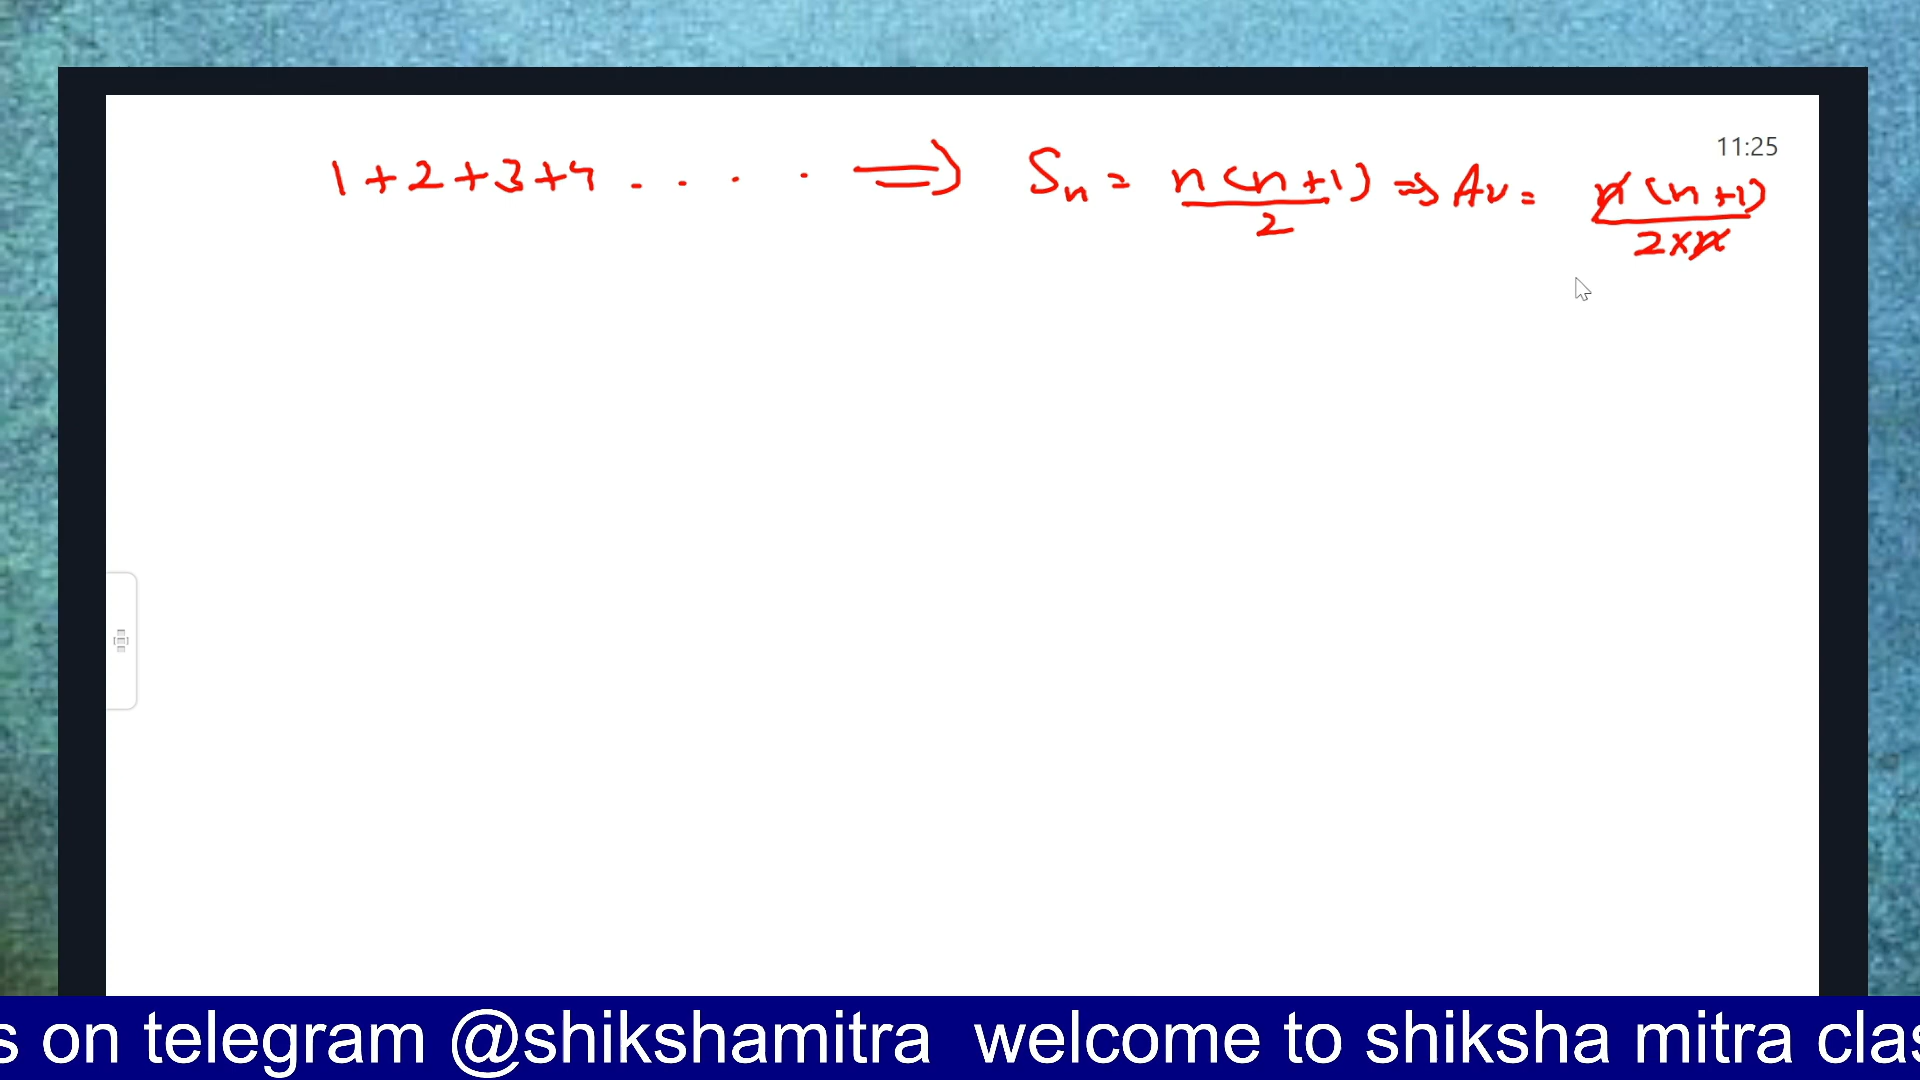 11:25
1+2+3+4 . . . . ⇒ Sn = n(n+1)/2 ⇒ Av = n(n+1)/2×n
s on telegram @shikshamitra welcome to shiksha mitra clas